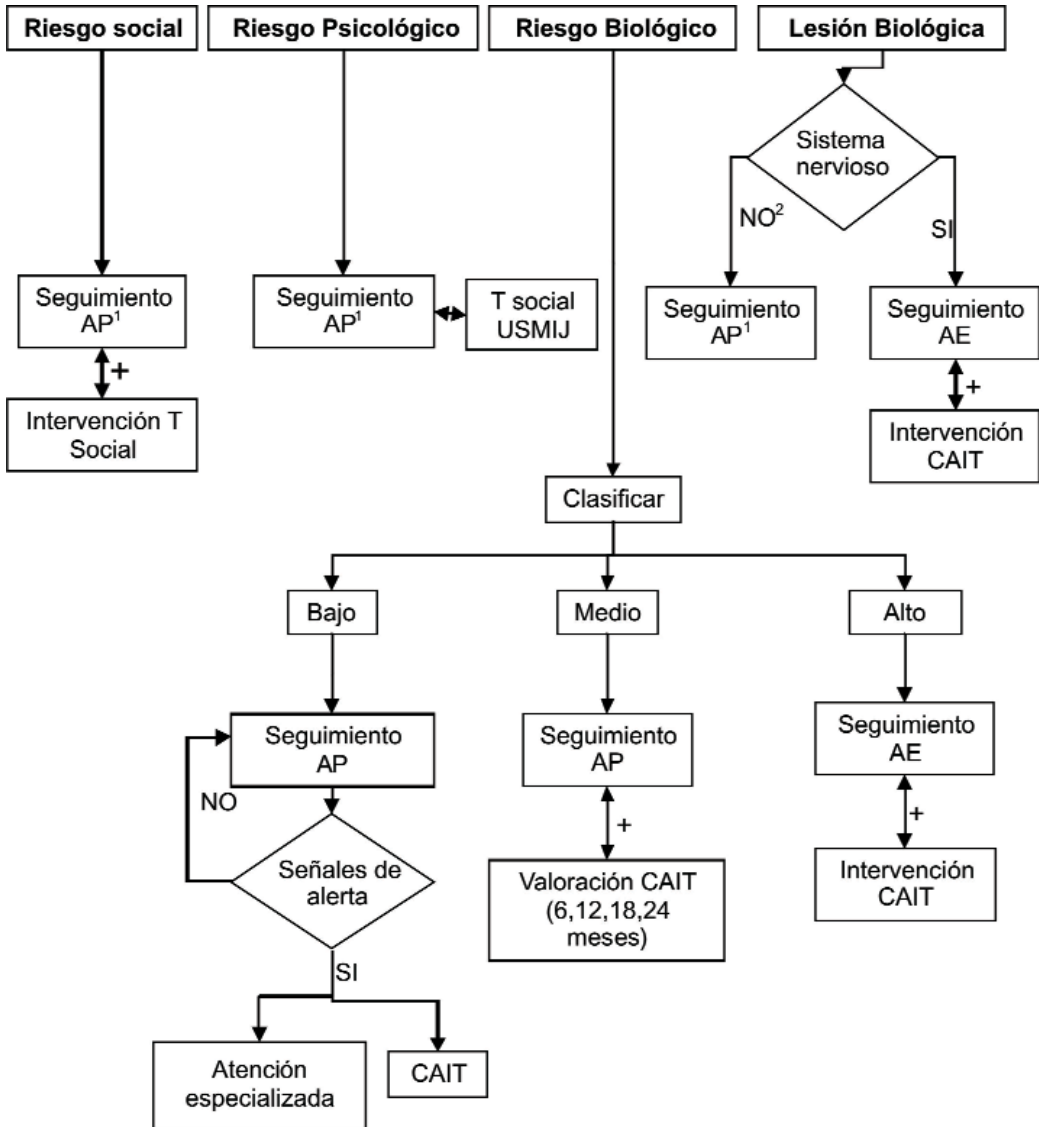 Riesgo social
Riesgo Psicológico
Riesgo Biológico
Lesión Biológica
Sistema
nervioso
NO²
SI
Seguimiento
AP¹
Seguimiento
AP¹
T social
USMIJ
Seguimiento
AP¹
Seguimiento
AE
+
+
Intervención T
Social
Intervención
CAIT
Clasificar
Bajo
Medio
Alto
Seguimiento
AP
Seguimiento
AP
Seguimiento
AE
NO
+
+
Señales de
alerta
Valoración CAIT
(6,12,18,24
meses)
Intervención
CAIT
SI
Atención
especializada
CAIT